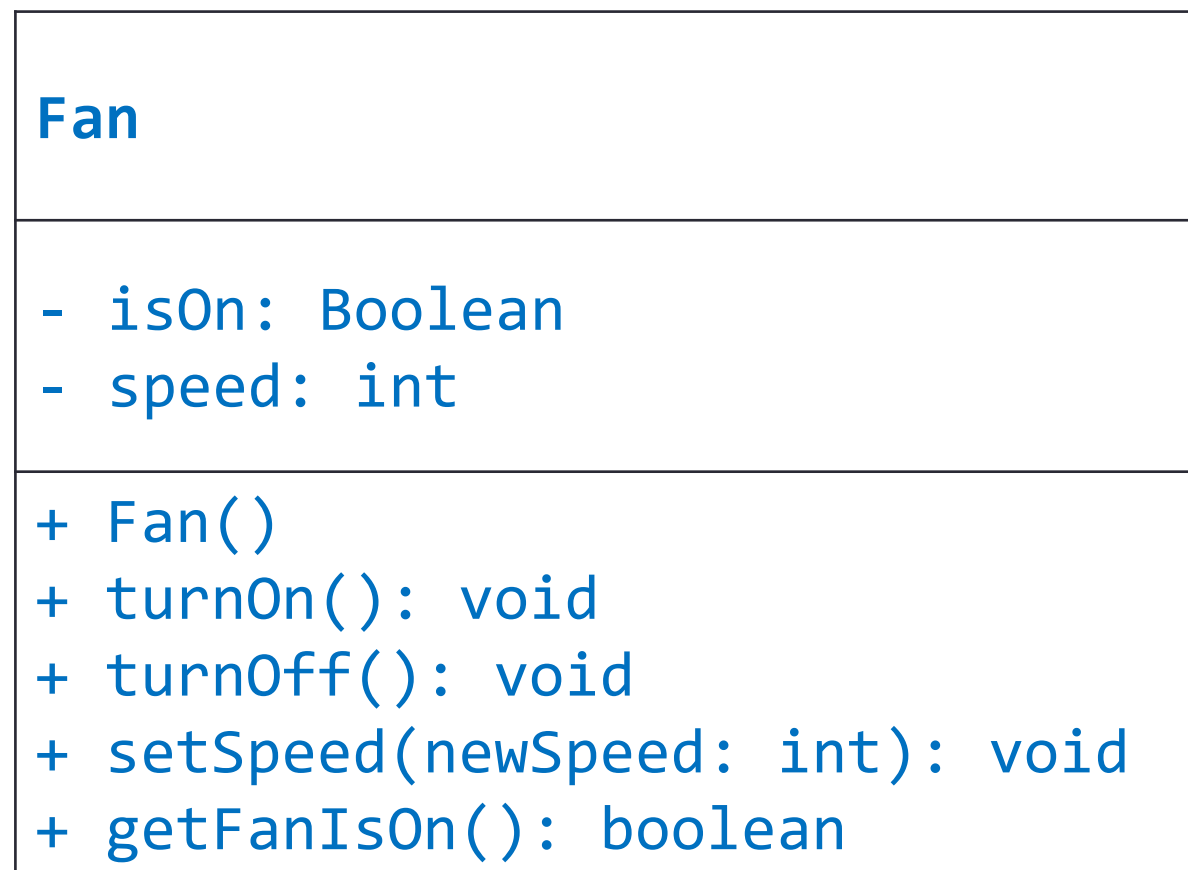 Fan
- isOn: Boolean
- speed: int
+ Fan()
+ turnOn(): void
+ turnOff(): void
+ setSpeed(newSpeed: int): void
+ getFanIsOn(): boolean